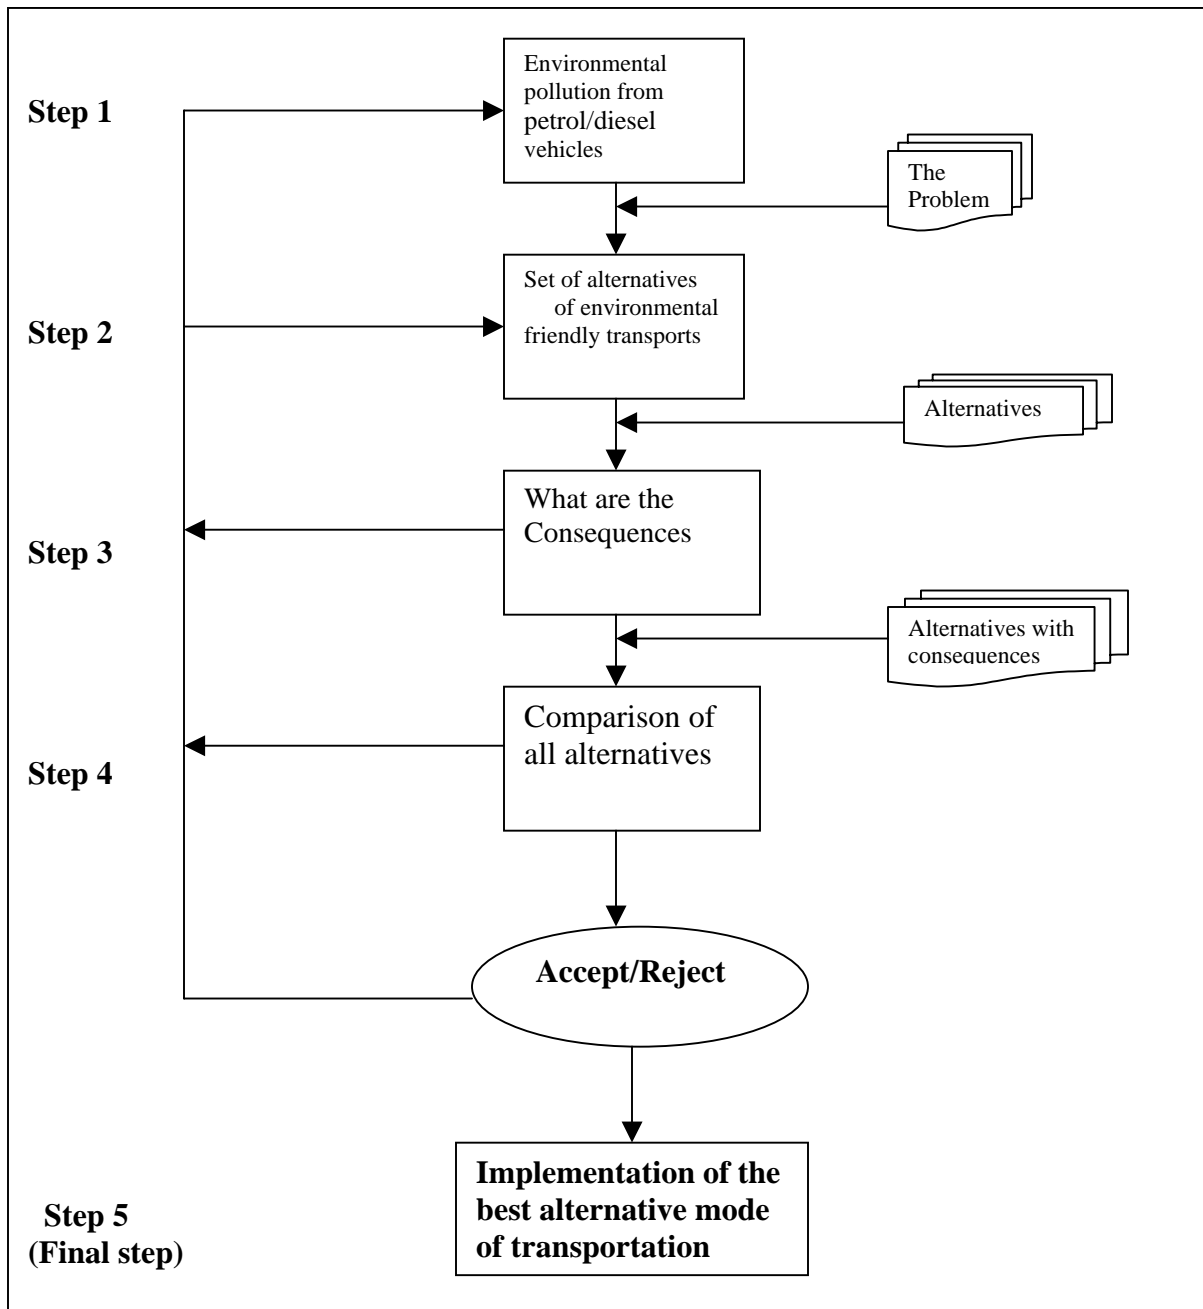 Step 1
Environmental
pollution from
petrol/diesel
vehicles
The
Problem
Step 2
Set of alternatives
of environmental
friendly transports
Alternatives
Step 3
What are the
Consequences
Alternatives with
consequences
Step 4
Comparison of
all alternatives
Accept/Reject
Step 5
(Final step)
Implementation of the
best alternative mode
of transportation